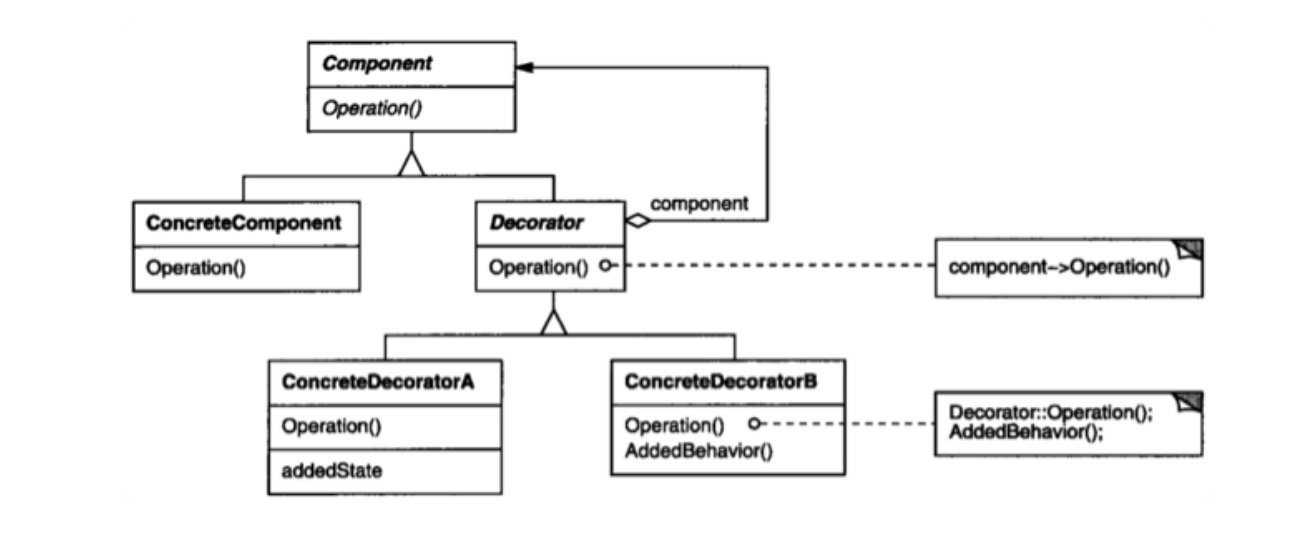 Component
Operation()
ConcreteComponent
Operation()
Decorator
Operation()
component
component->Operation()
ConcreteDecoratorA
Operation()
addedState
ConcreteDecoratorB
Operation()
AddedBehavior()
Decorator::Operation();
AddedBehavior();